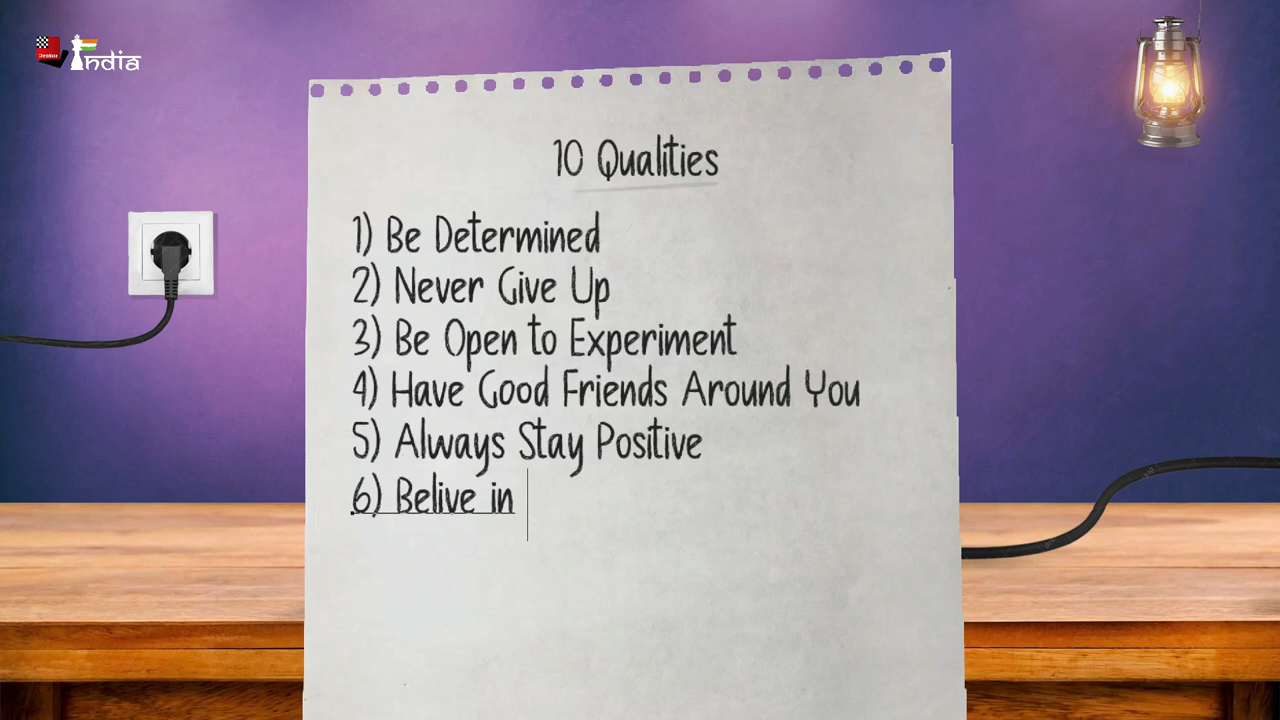 India
10 Qualities
1) Be Determined
2) Never Give Up
3) Be Open to Experiment
4) Have Good Friends Around You
5) Always Stay Positive
6) Belive in